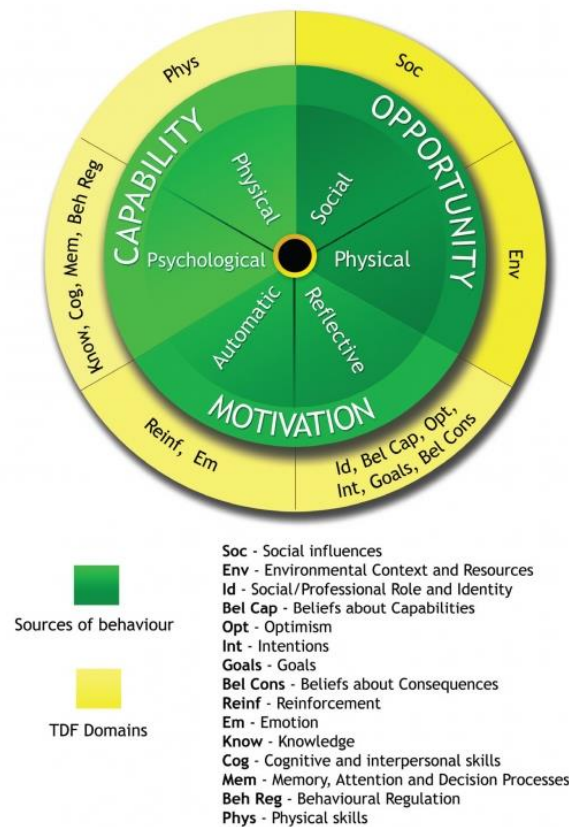 Phys
Soc
CAPABILITY
OPPORTUNITY
Physical
Social
Know, Cog, Mem, Beh Reg
Psychological
Physical
Env
Automatic
Reflective
MOTIVATION
Reinf, Em
Id, Bel Cap, Opt,
Int, Goals, Bel Cons
Sources of behaviour
TDF Domains
Soc - Social influences
Env - Environmental Context and Resources
Id - Social/Professional Role and Identity
Bel Cap - Beliefs about Capabilities
Opt - Optimism
Int - Intentions
Goals - Goals
Bel Cons - Beliefs about Consequences
Reinf - Reinforcement
Em - Emotion
Know - Knowledge
Cog - Cognitive and interpersonal skills
Mem - Memory, Attention and Decision Processes
Beh Reg - Behavioural Regulation
Phys - Physical skills